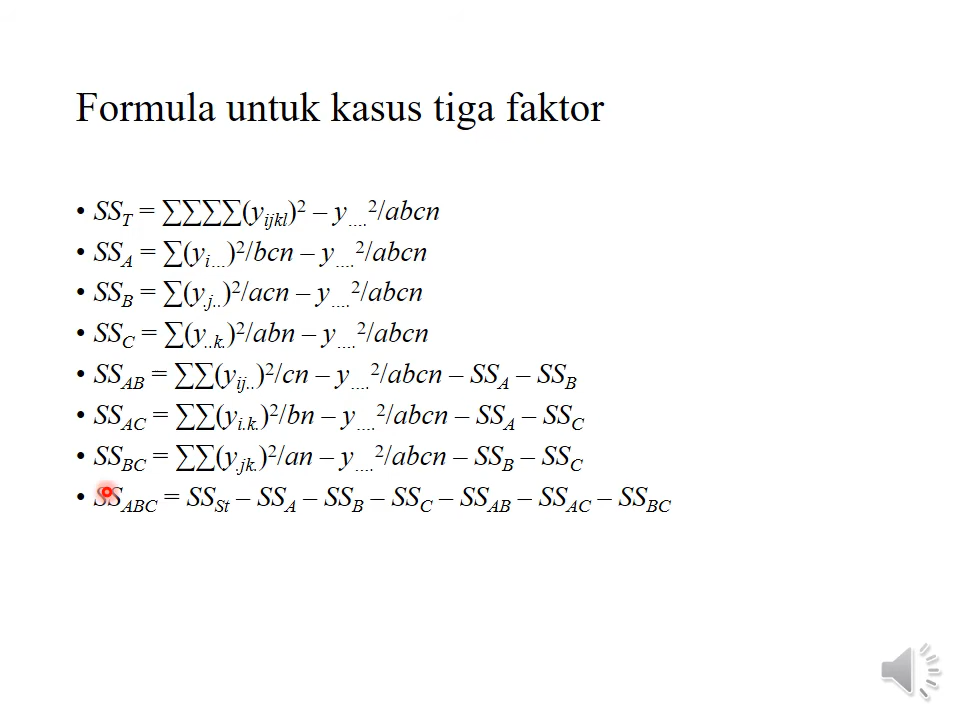 Formula untuk kasus tiga faktor
• SS_T = ∑∑∑∑(y_ijkl)² – y_....²/abcn
• SS_A = ∑(y_i...)²/bcn – y_....²/abcn
• SS_B = ∑(y_.j..)²/acn – y_....²/abcn
• SS_C = ∑(y_..k.)²/abn – y_....²/abcn
• SS_AB = ∑∑(y_ij..)²/cn – y_....²/abcn – SS_A – SS_B
• SS_AC = ∑∑(y_i.k.)²/bn – y_....²/abcn – SS_A – SS_C
• SS_BC = ∑∑(y_.jk.)²/an – y_....²/abcn – SS_B – SS_C
• SS_ABC = SS_St – SS_A – SS_B – SS_C – SS_AB – SS_AC – SS_BC